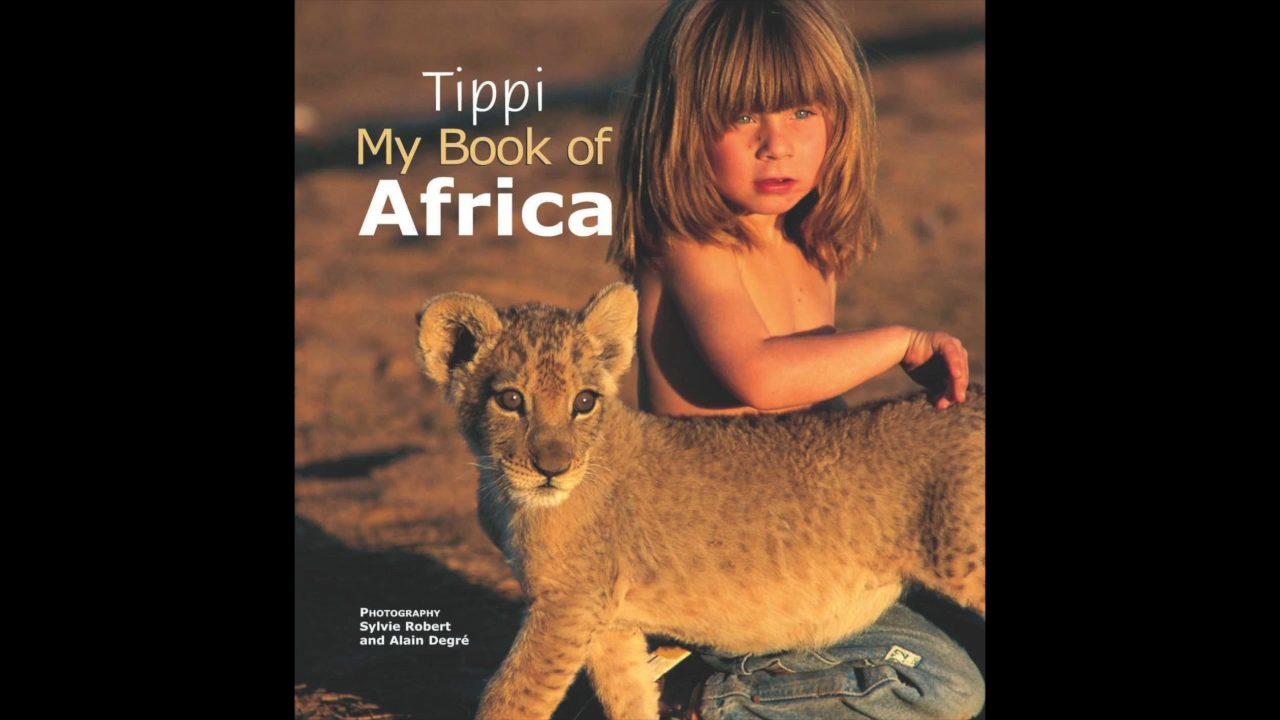 Tippi
My Book of
Africa
PHOTOGRAPHY
Sylvie Robert
and Alain Degré